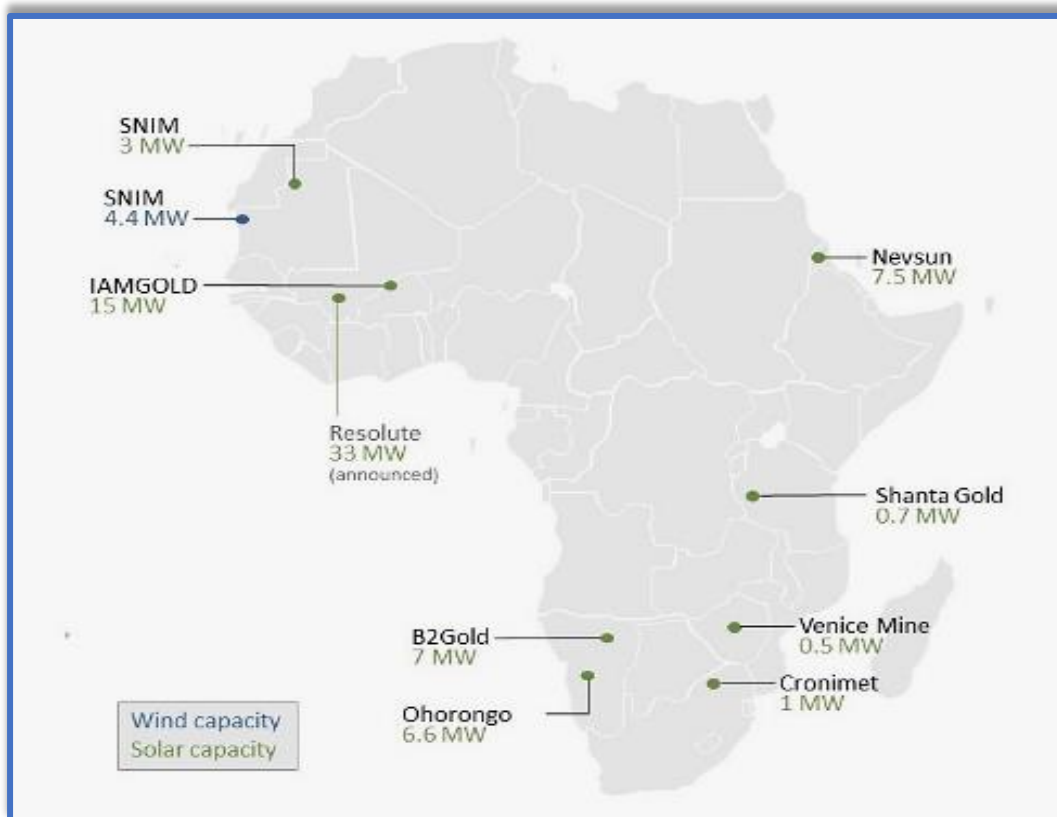 SNIM
3 MW
SNIM
4.4 MW
IAMGOLD
15 MW
Nevsun
7.5 MW
Resolute
33 MW
(announced)
Shanta Gold
0.7 MW
B2Gold
7 MW
Venice Mine
0.5 MW
Cronimet
1 MW
Ohorongo
6.6 MW
Wind capacity
Solar capacity